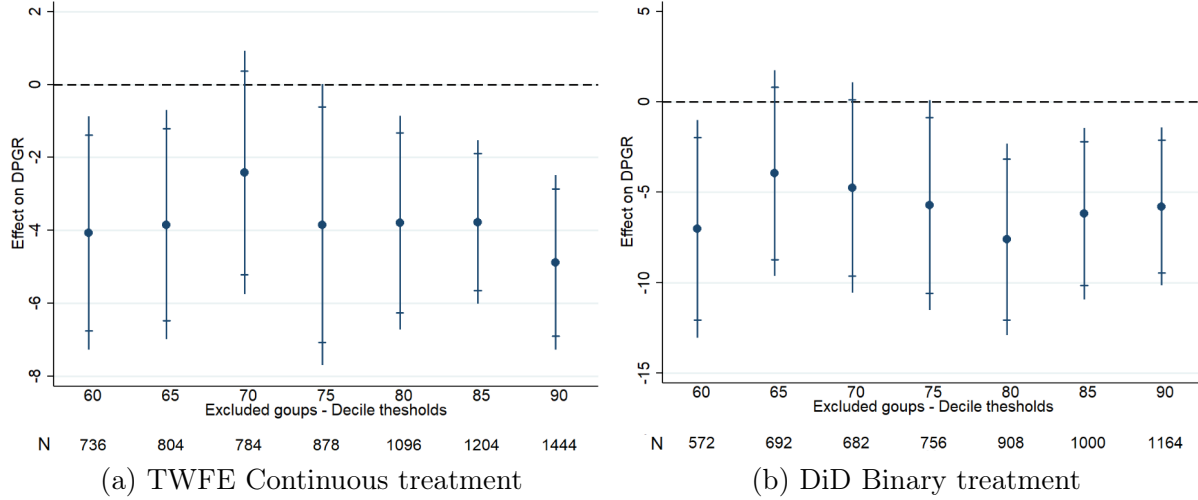 2
0
-2
-4
-6
-8
Effect on DPGR
60 65 70 75 80 85 90
Excluded goups - Decile thesholds
N 736 804 784 878 1096 1204 1444
(a) TWFE Continuous treatment
5
0
-5
-10
-15
Effect on DPGR
60 65 70 75 80 85 90
Excluded goups - Decile thesholds
N 572 692 682 756 908 1000 1164
(b) DiD Binary treatment